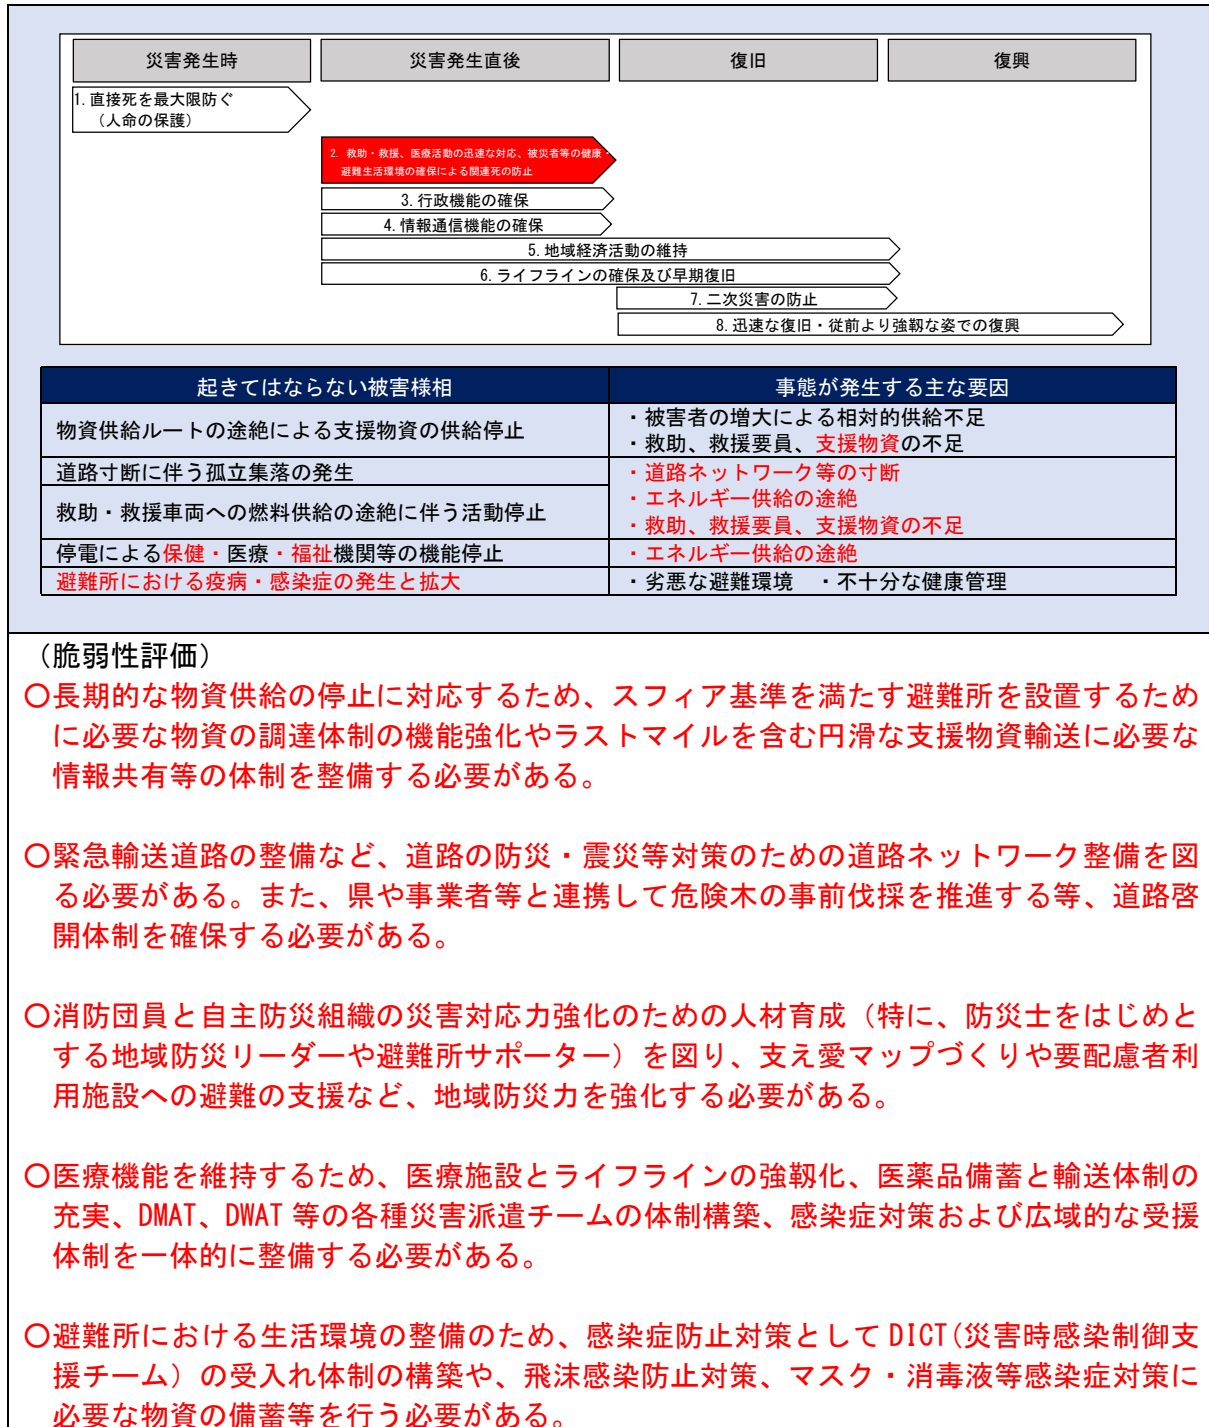 災害発生時
災害発生直後
復旧
復興
1. 直接死を最大限防ぐ
（人命の保護）
2. 救助・救援、医療活動の迅速な対応、被災者等の健康・
避難生活環境の確保による関連死の防止
3. 行政機能の確保
4. 情報通信機能の確保
5. 地域経済活動の維持
6. ライフラインの確保及び早期復旧
7. 二次災害の防止
8. 迅速な復旧・従前より強靱な姿での復興
起きてはならない被害様相
事態が発生する主な要因
物資供給ルートの途絶による支援物資の供給停止
・被害者の増大による相対的供給不足
・救助、救援要員、支援物資の不足
道路寸断に伴う孤立集落の発生
・道路ネットワーク等の寸断
・エネルギー供給の途絶
救助・救援車両への燃料供給の途絶に伴う活動停止
・救助、救援要員、支援物資の不足
停電による保健・医療・福祉機関等の機能停止
・エネルギー供給の途絶
避難所における疫病・感染症の発生と拡大
・劣悪な避難環境　・不十分な健康管理
（脆弱性評価）
〇長期的な物資供給の停止に対応するため、スフィア基準を満たす避難所を設置するため
に必要な物資の調達体制の機能強化やラストマイルを含む円滑な支援物資輸送に必要な
情報共有等の体制を整備する必要がある。
〇緊急輸送道路の整備など、道路の防災・震災等対策のための道路ネットワーク整備を図
る必要がある。また、県や事業者等と連携して危険木の事前伐採を推進する等、道路啓
開体制を確保する必要がある。
〇消防団員と自主防災組織の災害対応力強化のための人材育成（特に、防災士をはじめと
する地域防災リーダーや避難所サポーター）を図り、支え愛マップづくりや要配慮者利
用施設への避難の支援など、地域防災力を強化する必要がある。
〇医療機能を維持するため、医療施設とライフラインの強靱化、医薬品備蓄と輸送体制の
充実、DMAT、DWAT 等の各種災害派遣チームの体制構築、感染症対策および広域的な受援
体制を一体的に整備する必要がある。
〇避難所における生活環境の整備のため、感染症防止対策として DICT(災害時感染制御支
援チーム）の受入れ体制の構築や、飛沫感染防止対策、マスク・消毒液等感染症対策に
必要な物資の備蓄等を行う必要がある。